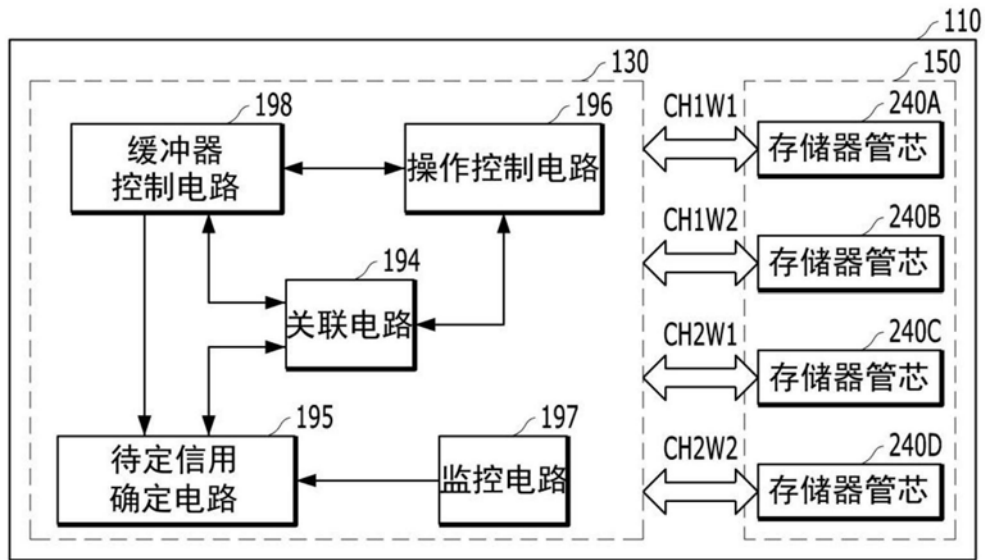 110
130
150
198
缓冲器
控制电路
196
操作控制电路
CH1W1
240A
存储器管芯
CH1W2
240B
存储器管芯
194
关联电路
CH2W1
240C
存储器管芯
195
待定信用
确定电路
197
监控电路
CH2W2
240D
存储器管芯